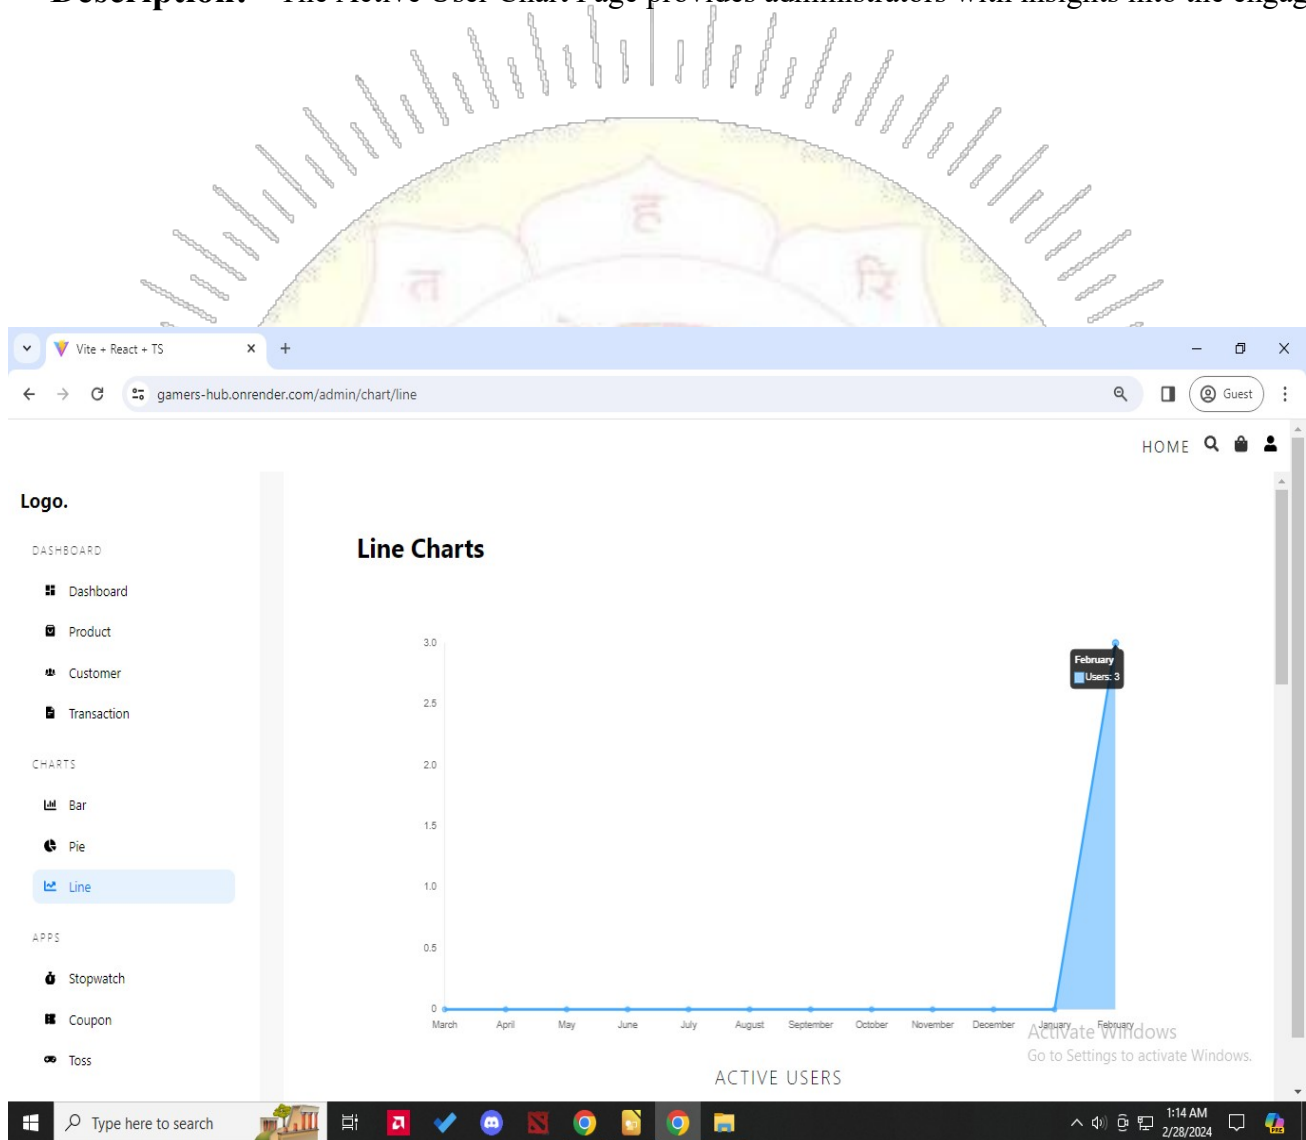 Description: The Active User Chart Page provides administrators with insights into the engag
ह
त
रि
Vite + React + TS
gamers-hub.onrender.com/admin/chart/line
Guest
HOME
Logo.
DASHBOARD
Dashboard
Product
Customer
Transaction
CHARTS
Bar
Pie
Line
APPS
Stopwatch
Coupon
Toss
Line Charts
3.0
2.5
2.0
1.5
1.0
0.5
0
February
Users: 3
March April May June July August September October November December January February
ACTIVE USERS
Activate Windows
Go to Settings to activate Windows.
Type here to search
1:14 AM
2/28/2024
PRE